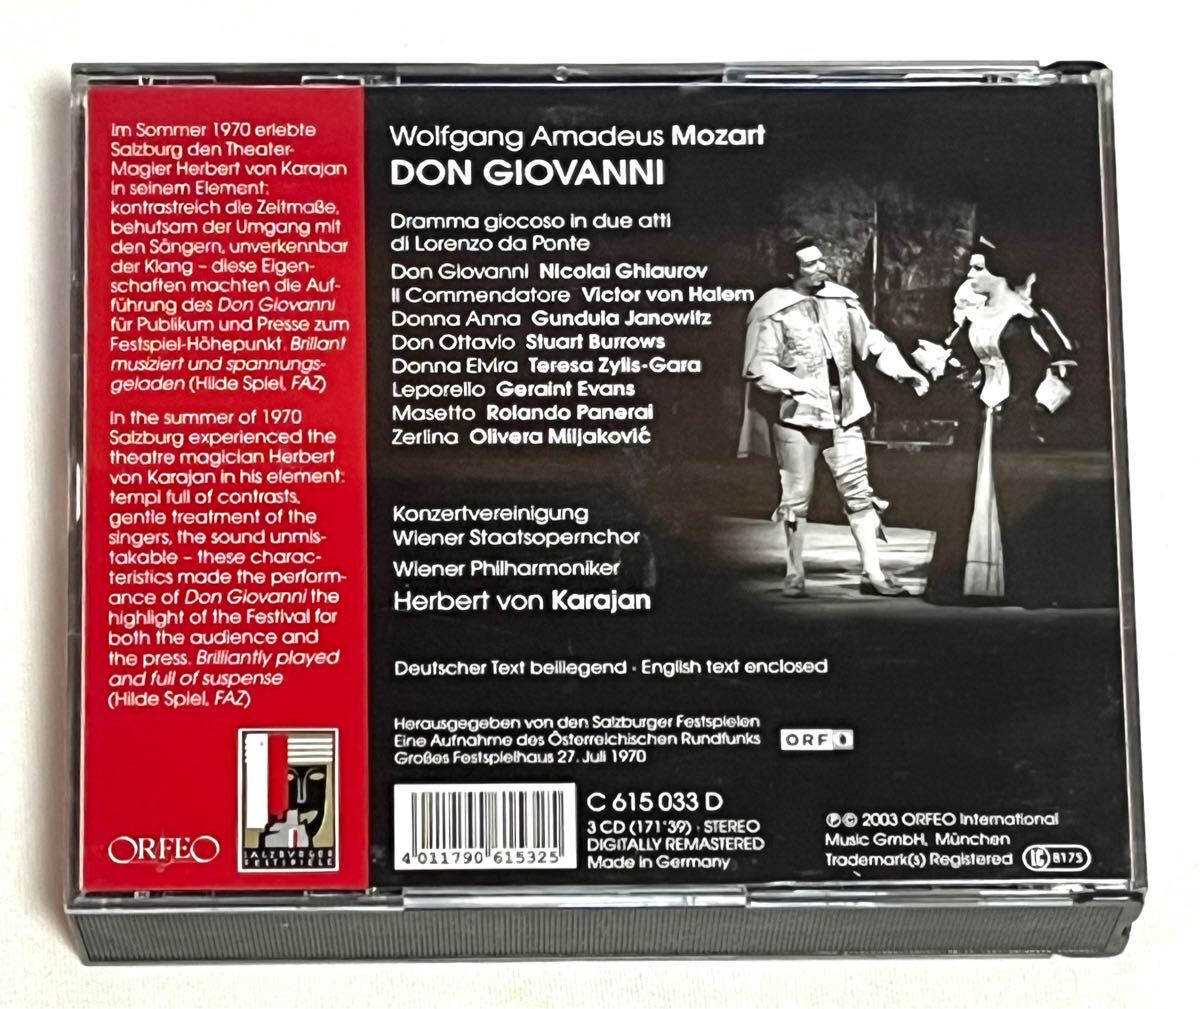 Im Sommer 1970 erlebte
Salzburg den Theater-
Magier Herbert von Karajan
in seinem Element:
kontrastreich die Zeitmaße,
behutsam der Umgang mit
den Sängern, unverkennbar
der Klang – diese Eigen-
schaften machten die Auf-
führung des Don Giovanni
für Publikum und Presse zum
Festspiel-Höhepunkt. Brillant
musiziert und spannungs-
geladen (Hilde Spiel, FAZ)
In the summer of 1970
Salzburg experienced the
theatre magician Herbert
von Karajan in his element:
tempi full of contrasts,
gentle treatment of the
singers, the sound unmis-
takable – these charac-
teristics made the perform-
ance of Don Giovanni the
highlight of the Festival for
both the audience and
the press. Brilliantly played
and full of suspense
(Hilde Spiel, FAZ)
ORFEO
SALZBURGER
FESTSPIELE
Wolfgang Amadeus Mozart
DON GIOVANNI
Dramma giocoso in due atti
di Lorenzo da Ponte
Don Giovanni Nicolai Ghiaurov
Il Commendatore Victor von Halem
Donna Anna Gundula Janowitz
Don Ottavio Stuart Burrows
Donna Elvira Teresa Zylis-Gara
Leporello Geraint Evans
Masetto Rolando Panerai
Zerlina Olivera Miljaković
Konzertvereinigung
Wiener Staatsopernchor
Wiener Philharmoniker
Herbert von Karajan
Deutscher Text beiliegend · English text enclosed
Herausgegeben von den Salzburger Festspielen
Eine Aufnahme des Österreichischen Rundfunks
Großes Festspielhaus 27. Juli 1970
ORF
4 011790 615325
C 615 033 D
3 CD (171'39) · STEREO
DIGITALLY REMASTERED
Made in Germany
℗© 2003 ORFEO International
Music GmbH, München
Trademark(s) Registered LC 8175